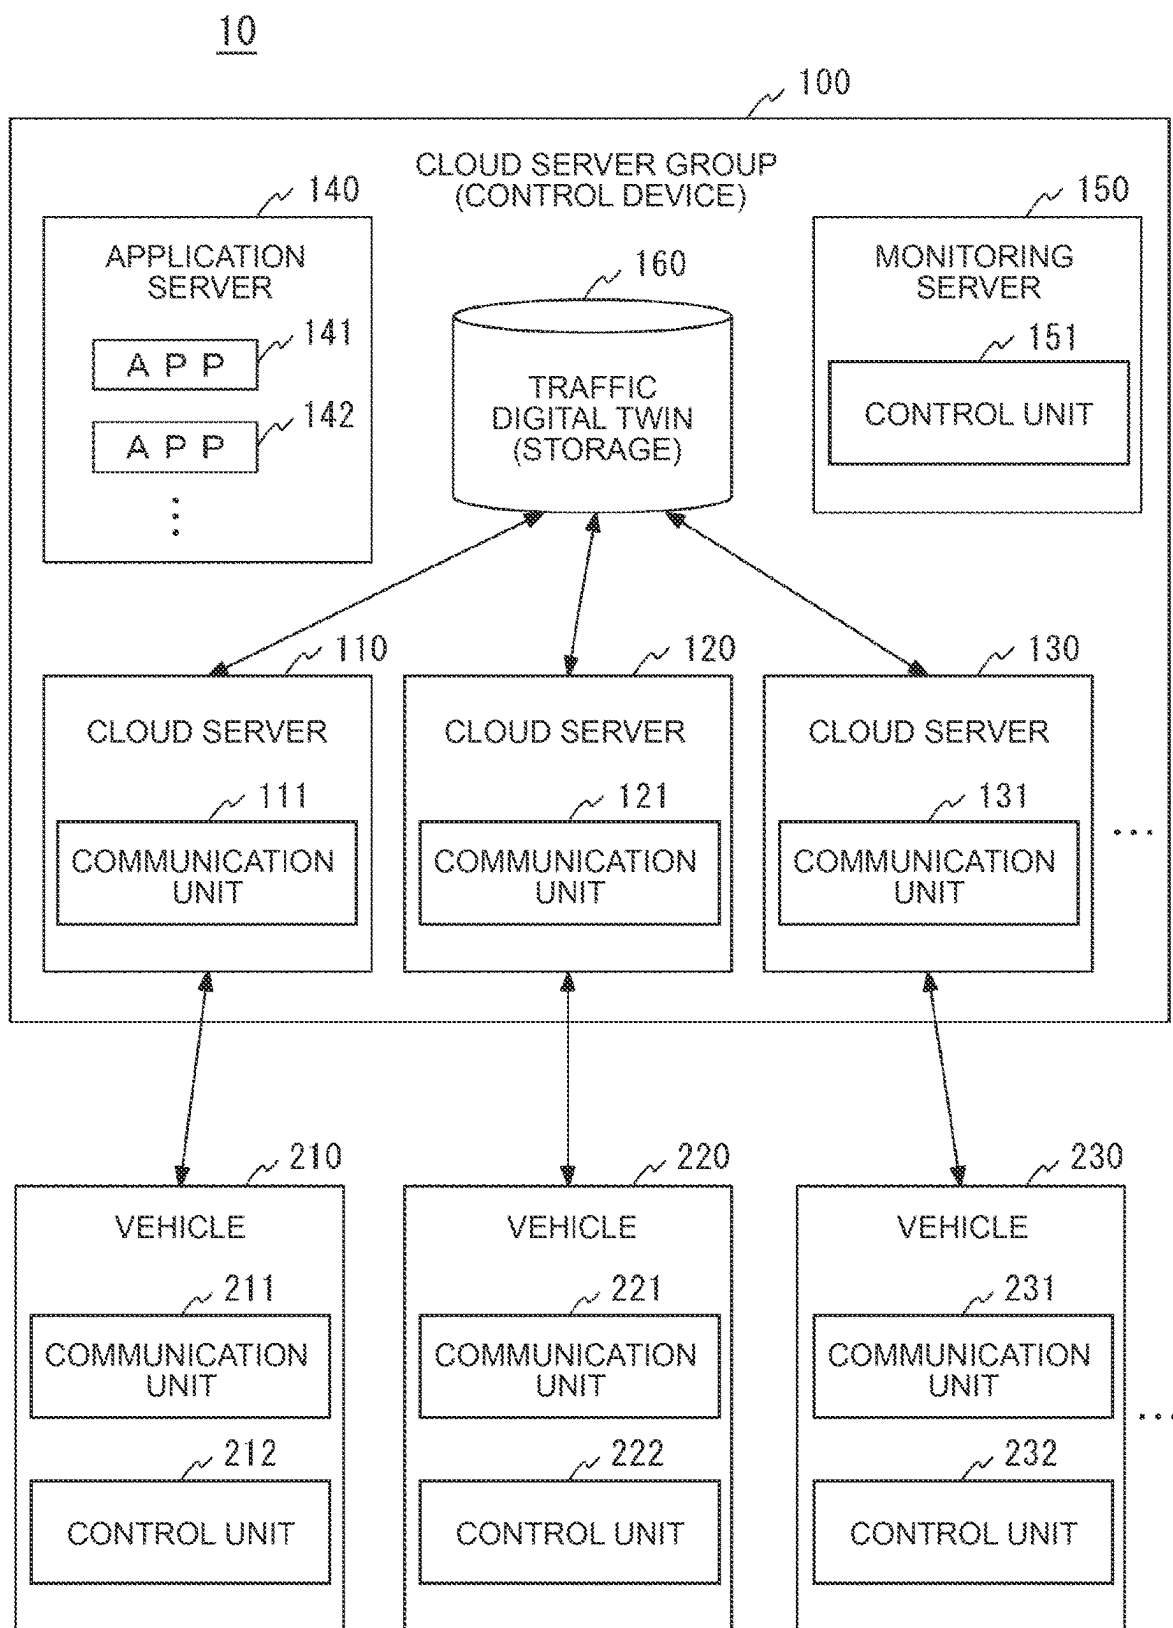 10
100
CLOUD SERVER GROUP
(CONTROL DEVICE)
140
APPLICATION
SERVER
141
A P P
142
A P P
⋮
160
TRAFFIC
DIGITAL TWIN
(STORAGE)
150
MONITORING
SERVER
151
CONTROL UNIT
110
CLOUD SERVER
111
COMMUNICATION
UNIT
120
CLOUD SERVER
121
COMMUNICATION
UNIT
130
CLOUD SERVER
131
COMMUNICATION
UNIT
...
210
VEHICLE
211
COMMUNICATION
UNIT
212
CONTROL UNIT
220
VEHICLE
221
COMMUNICATION
UNIT
222
CONTROL UNIT
230
VEHICLE
231
COMMUNICATION
UNIT
232
CONTROL UNIT
...